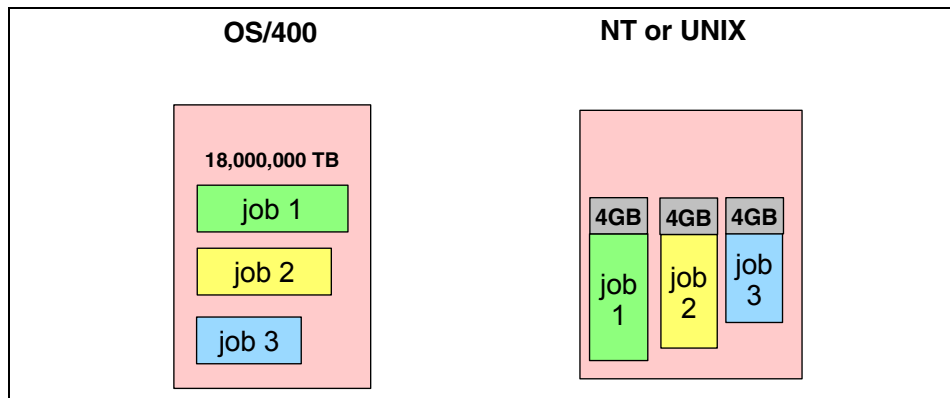 OS/400
NT or UNIX
18,000,000 TB
job 1
job 2
job 3
4GB
4GB
4GB
job
1
job
2
job
3